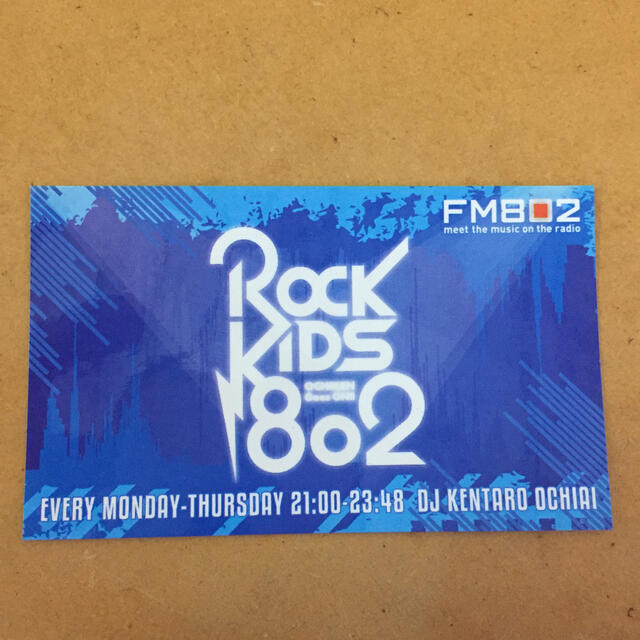 FM802
meet the music on the radio
ROCK
KIDS
OCHIKEN
Goes ON!!
802
EVERY MONDAY-THURSDAY 21:00-23:48 DJ KENTARO OCHIAI